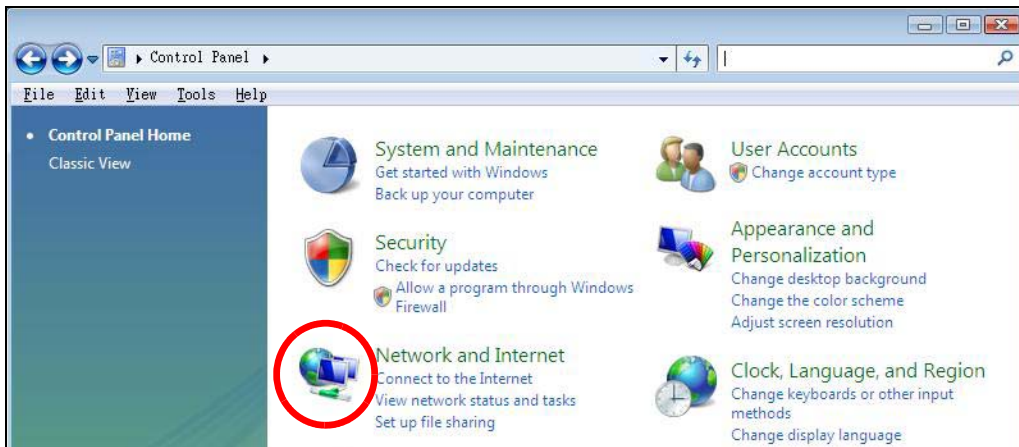 Control Panel
File Edit View Tools Help
Control Panel Home
Classic View
System and Maintenance
Get started with Windows
Back up your computer
Security
Check for updates
Allow a program through Windows
Firewall
Network and Internet
Connect to the Internet
View network status and tasks
Set up file sharing
User Accounts
Change account type
Appearance and
Personalization
Change desktop background
Change the color scheme
Adjust screen resolution
Clock, Language, and Region
Change keyboards or other input
methods
Change display language